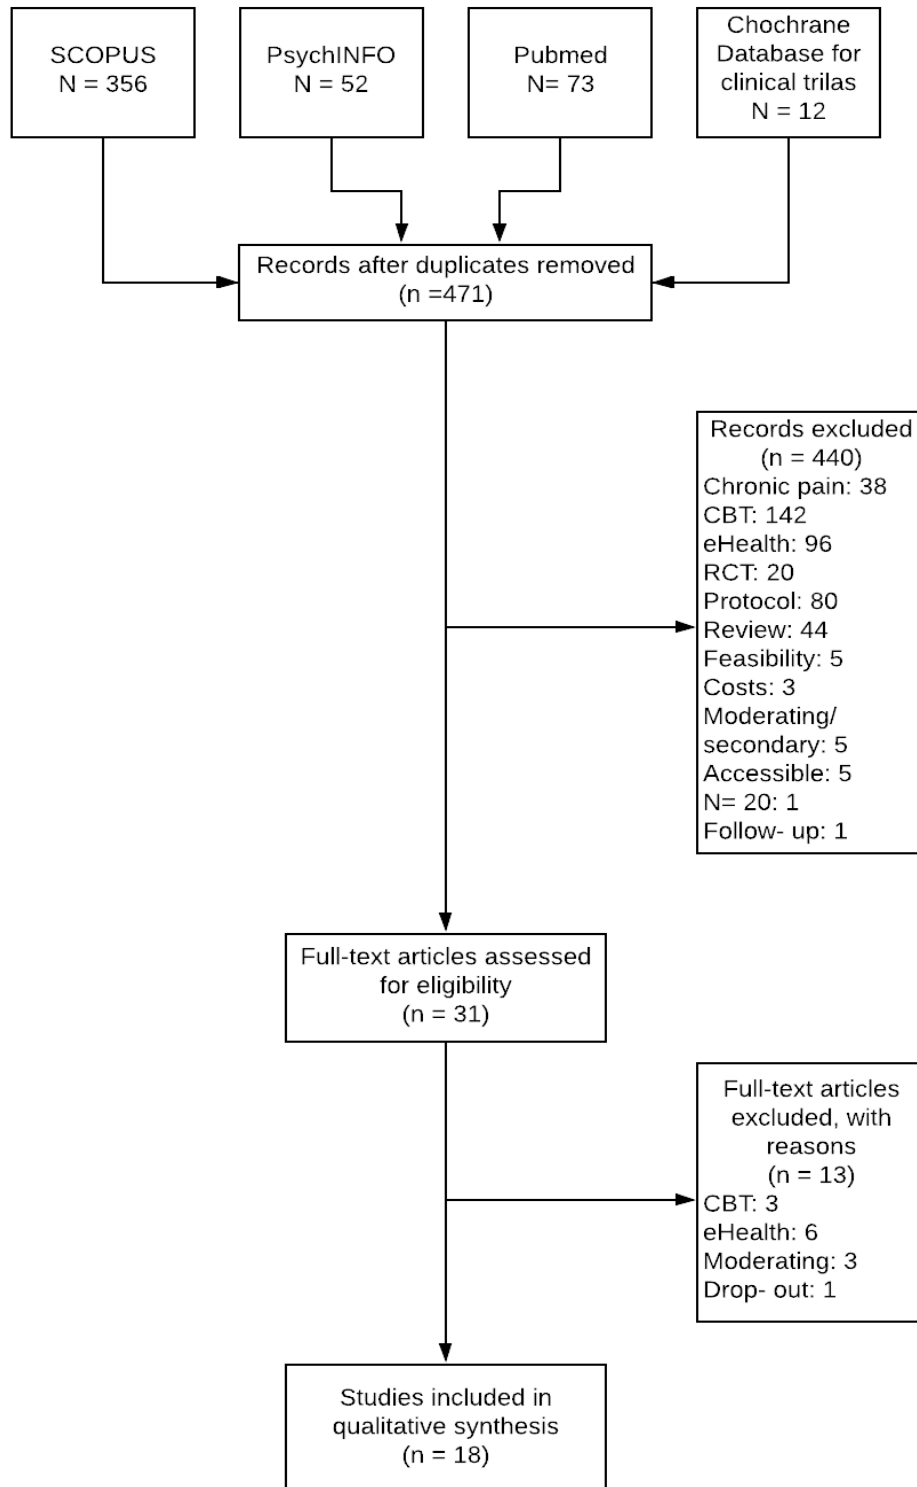 SCOPUS
N = 356
PsychINFO
N = 52
Pubmed
N= 73
Chochrane
Database for
clinical trilas
N = 12
Records after duplicates removed
(n =471)
Records excluded
(n = 440)
Chronic pain: 38
CBT: 142
eHealth: 96
RCT: 20
Protocol: 80
Review: 44
Feasibility: 5
Costs: 3
Moderating/
secondary: 5
Accessible: 5
N= 20: 1
Follow- up: 1
Full-text articles assessed
for eligibility
(n = 31)
Full-text articles
excluded, with
reasons
(n = 13)
CBT: 3
eHealth: 6
Moderating: 3
Drop- out: 1
Studies included in
qualitative synthesis
(n = 18)